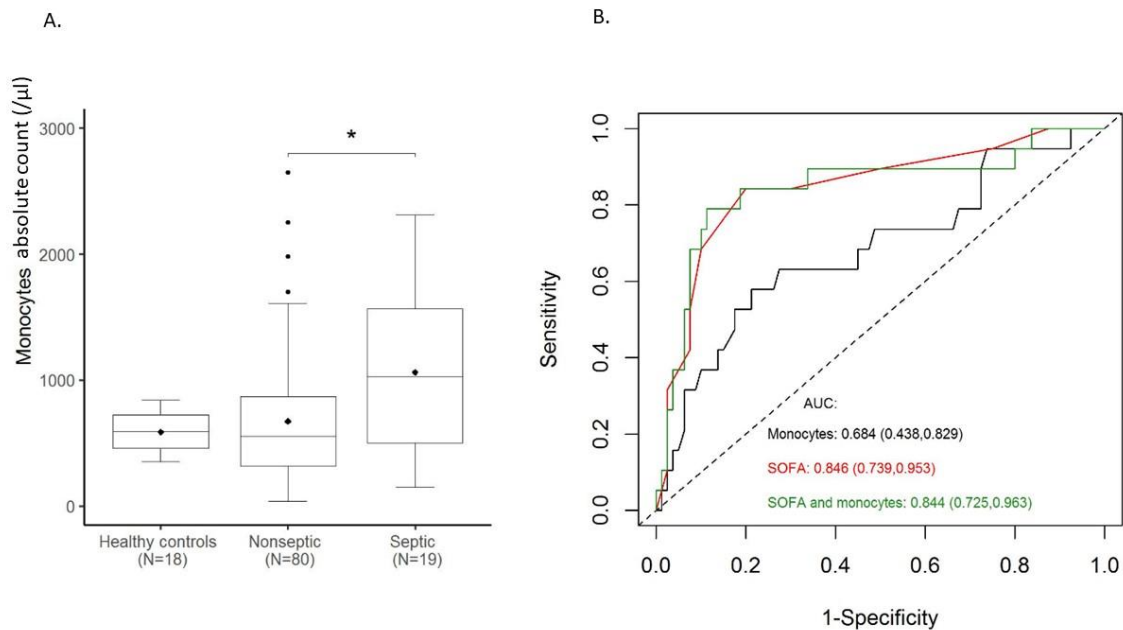 A.
Monocytes absolute count (/µl)
3000
2000
1000
0
*
Healthy controls
(N=18)
Nonseptic
(N=80)
Septic
(N=19)
B.
Sensitivity
1.0
0.8
0.6
0.4
0.2
0.0
AUC:
Monocytes: 0.684 (0.438,0.829)
SOFA: 0.846 (0.739,0.953)
SOFA and monocytes: 0.844 (0.725,0.963)
0.0 0.2 0.4 0.6 0.8 1.0
1-Specificity